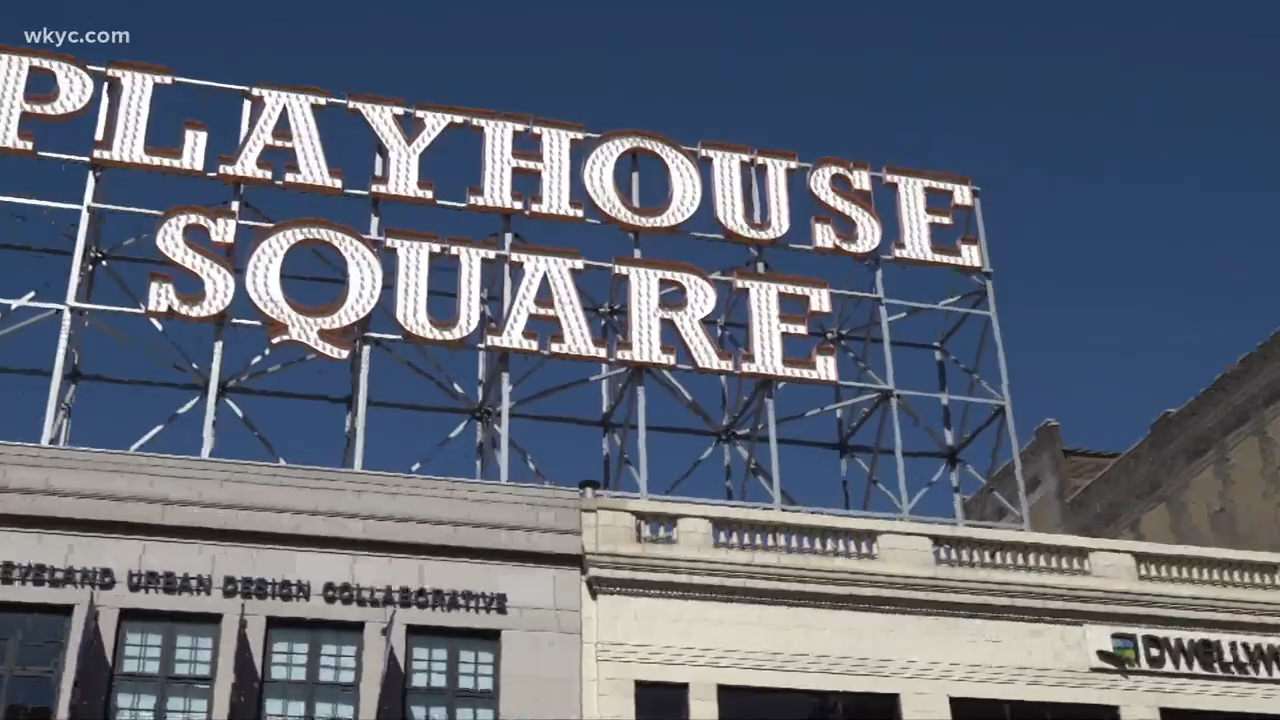 wkyc.com
PLAYHOUSE
SQUARE
EVELAND URBAN DESIGN COLLABORATIVE
DWELLW